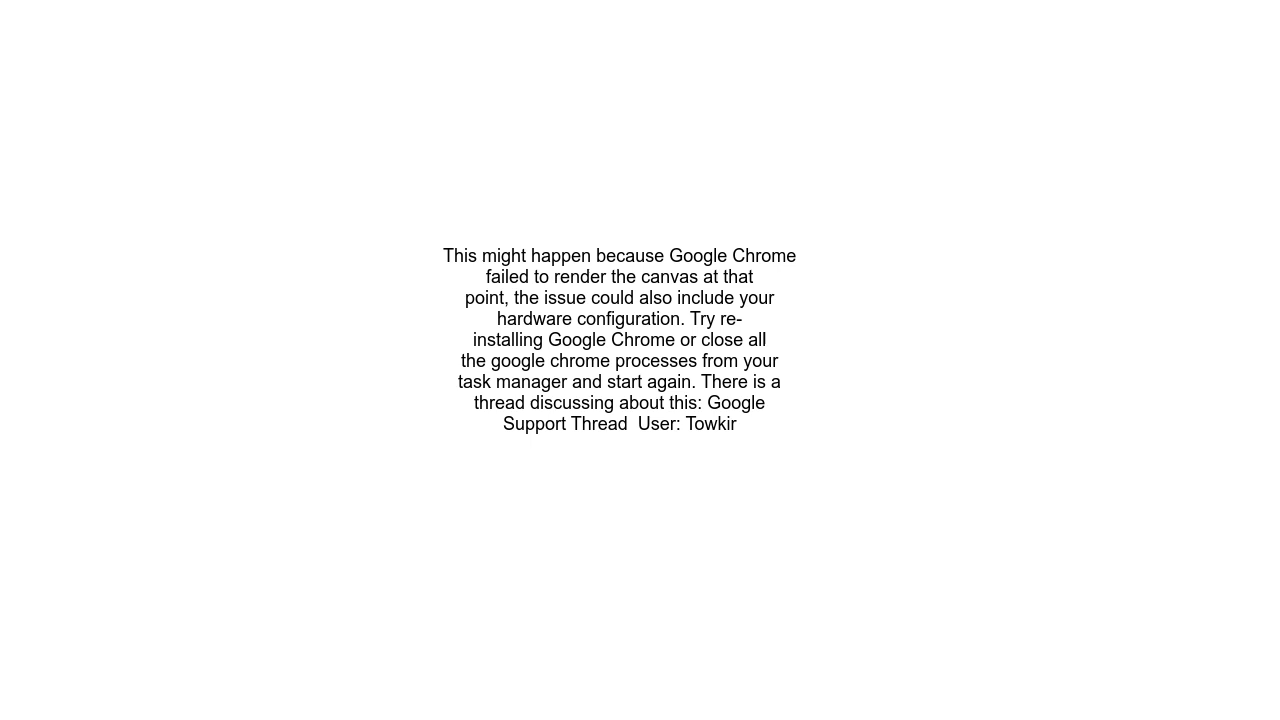 This might happen because Google Chrome
failed to render the canvas at that
point, the issue could also include your
hardware configuration. Try re-
installing Google Chrome or close all
the google chrome processes from your
task manager and start again. There is a
thread discussing about this: Google
Support Thread  User: Towkir